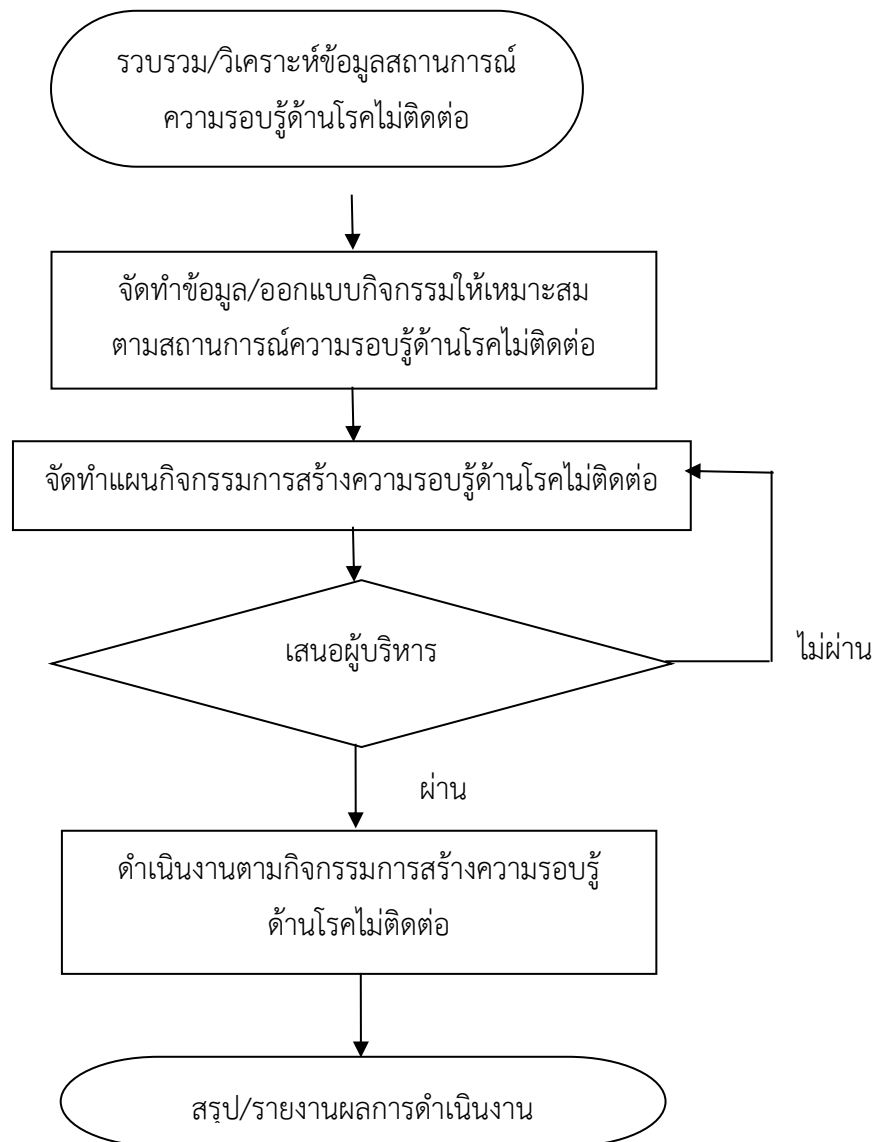 รวบรวม/วิเคราะห์ข้อมูลสถานการณ์
ความรอบรู้ด้านโรคไม่ติดต่อ
จัดทำข้อมูล/ออกแบบกิจกรรมให้เหมาะสม
ตามสถานการณ์ความรอบรู้ด้านโรคไม่ติดต่อ
จัดทำแผนกิจกรรมการสร้างความรอบรู้ด้านโรคไม่ติดต่อ
เสนอผู้บริหาร
ไม่ผ่าน
ผ่าน
ดำเนินงานตามกิจกรรมการสร้างความรอบรู้
ด้านโรคไม่ติดต่อ
สรุป/รายงานผลการดำเนินงาน